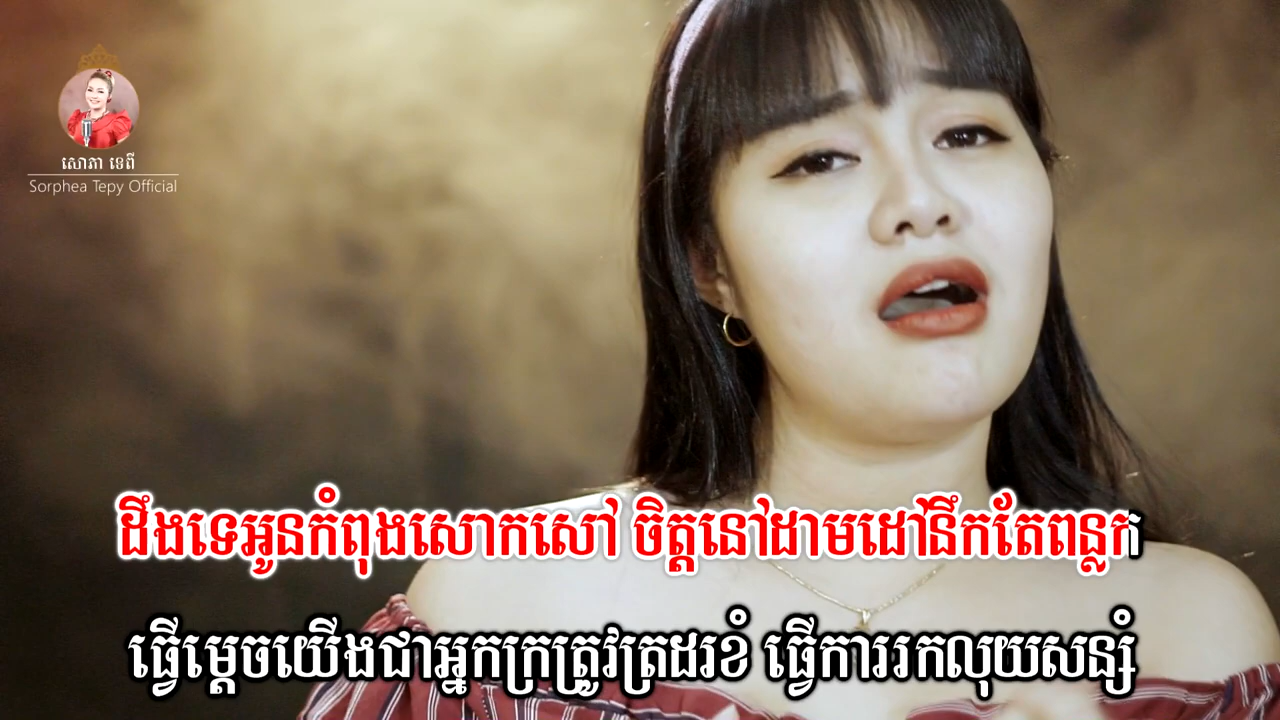 សោភា ទេពី
Sorphea Tepy Official
ដឹងទេអូនកំពុងសោកសៅ ចិត្តនៅដាមដៅនឹកតែពន្លក
ធ្វើម្ដេចយើងជាអ្នកក្រត្រូវត្រដរខំ ធ្វើការរកលុយសន្សំ